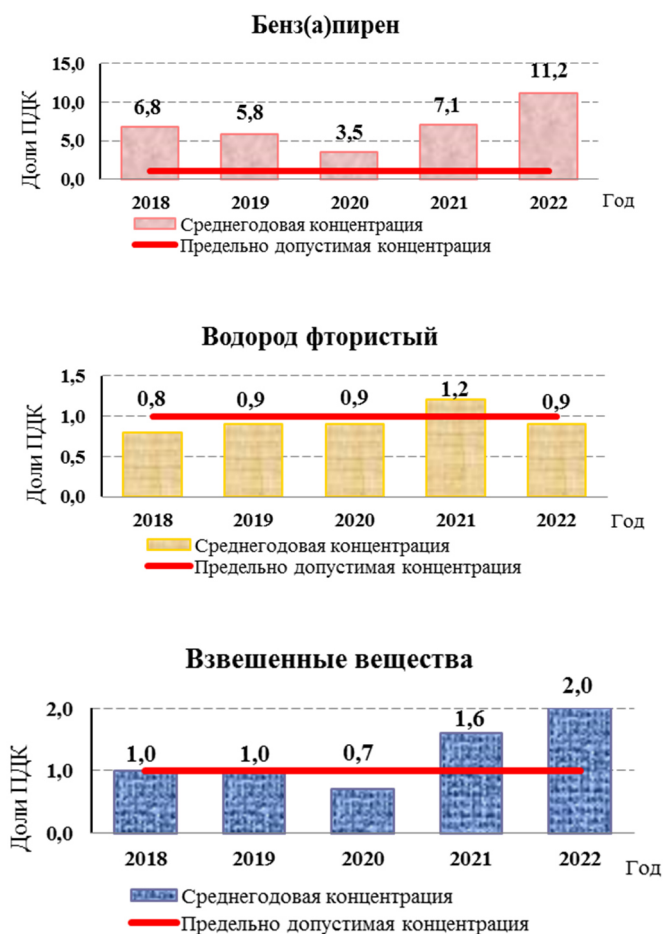 Бенз(а)пирен
Доли ПДК
15,0
10,0
5,0
0,0
6,8
5,8
3,5
7,1
11,2
2018 2019 2020 2021 2022 Год
Среднегодовая концентрация
Предельно допустимая концентрация
Водород фтористый
Доли ПДК
1,5
1,0
0,5
0,0
0,8
0,9
0,9
1,2
0,9
2018 2019 2020 2021 2022 Год
Среднегодовая концентрация
Предельно допустимая концентрация
Взвешенные вещества
Доли ПДК
2,0
1,0
0,0
1,0
1,0
0,7
1,6
2,0
2018 2019 2020 2021 2022 Год
Среднегодовая концентрация
Предельно допустимая концентрация